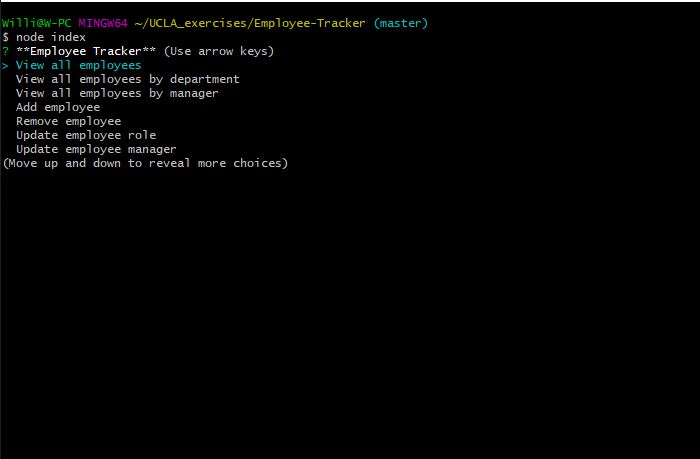 Willi@W-PC MINGW64 ~/UCLA_exercises/Employee-Tracker (master)
$ node index
? **Employee Tracker** (Use arrow keys)
> View all employees
View all employees by department
View all employees by manager
Add employee
Remove employee
Update employee role
Update employee manager
(Move up and down to reveal more choices)